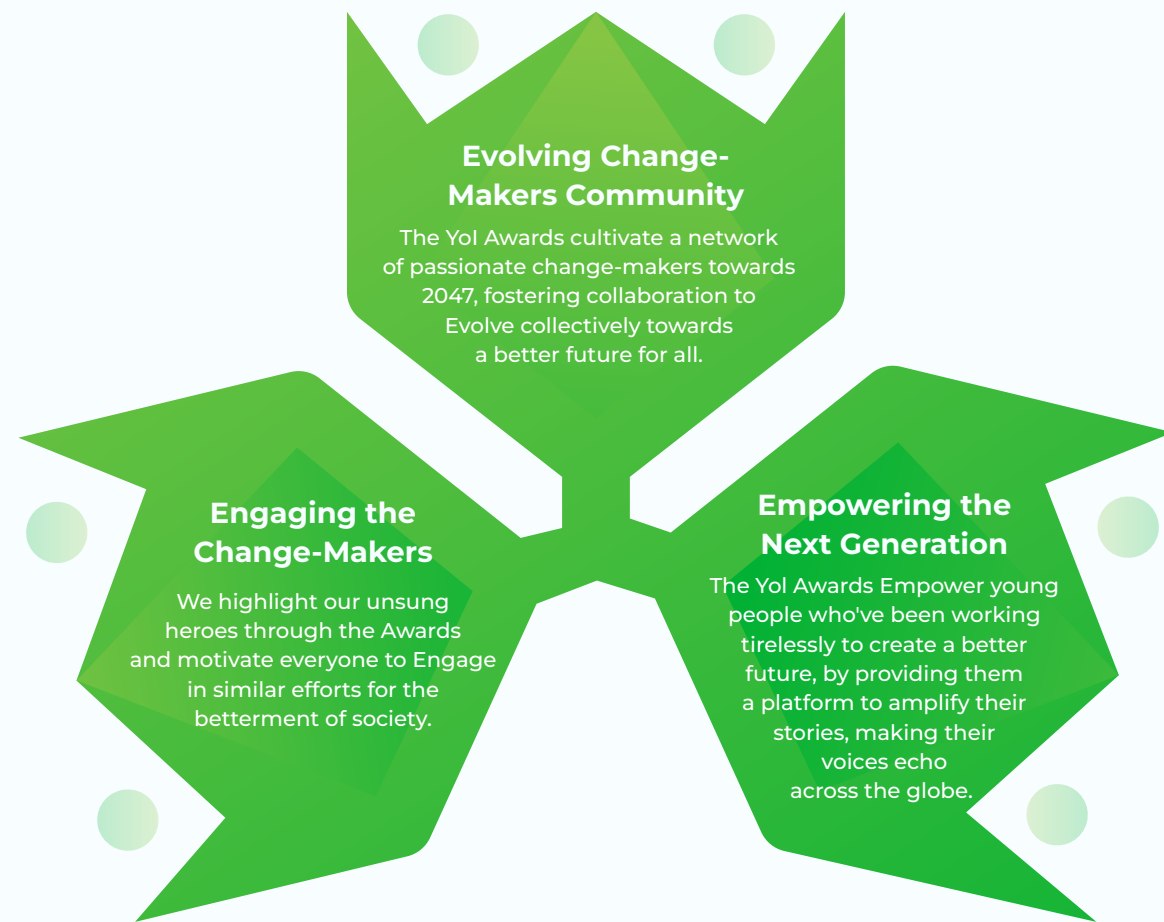 Evolving Change-
Makers Community
The YoI Awards cultivate a network
of passionate change-makers towards
2047, fostering collaboration to
Evolve collectively towards
a better future for all.
Engaging the
Change-Makers
We highlight our unsung
heroes through the Awards
and motivate everyone to Engage
in similar efforts for the
betterment of society.
Empowering the
Next Generation
The YoI Awards Empower young
people who've been working
tirelessly to create a better
future, by providing them
a platform to amplify their
stories, making their
voices echo
across the globe.